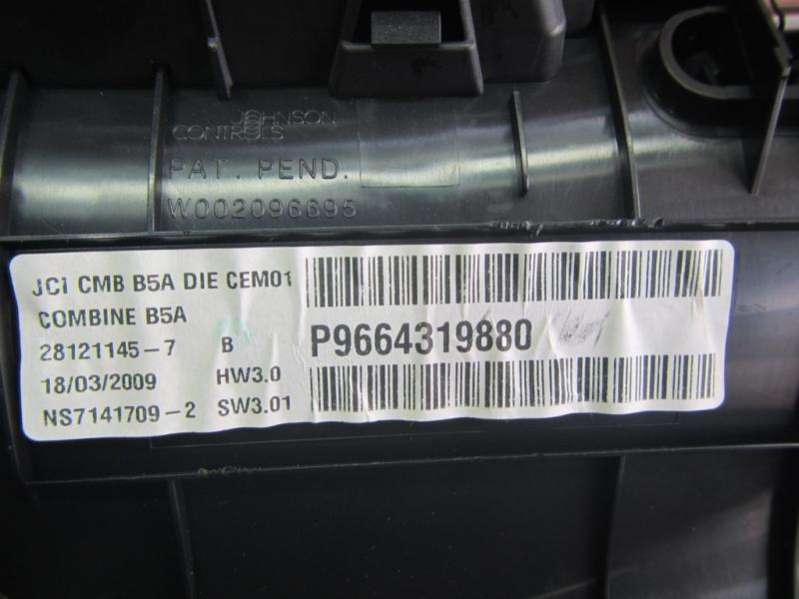 JOHNSON
CONTROLS
PAT. PEND.
W002096695
JCI CMB B5A DIE CEM01
COMBINE B5A
28121145-7 B
18/03/2009 HW3.0
NS7141709-2 SW3.01
P9664319880